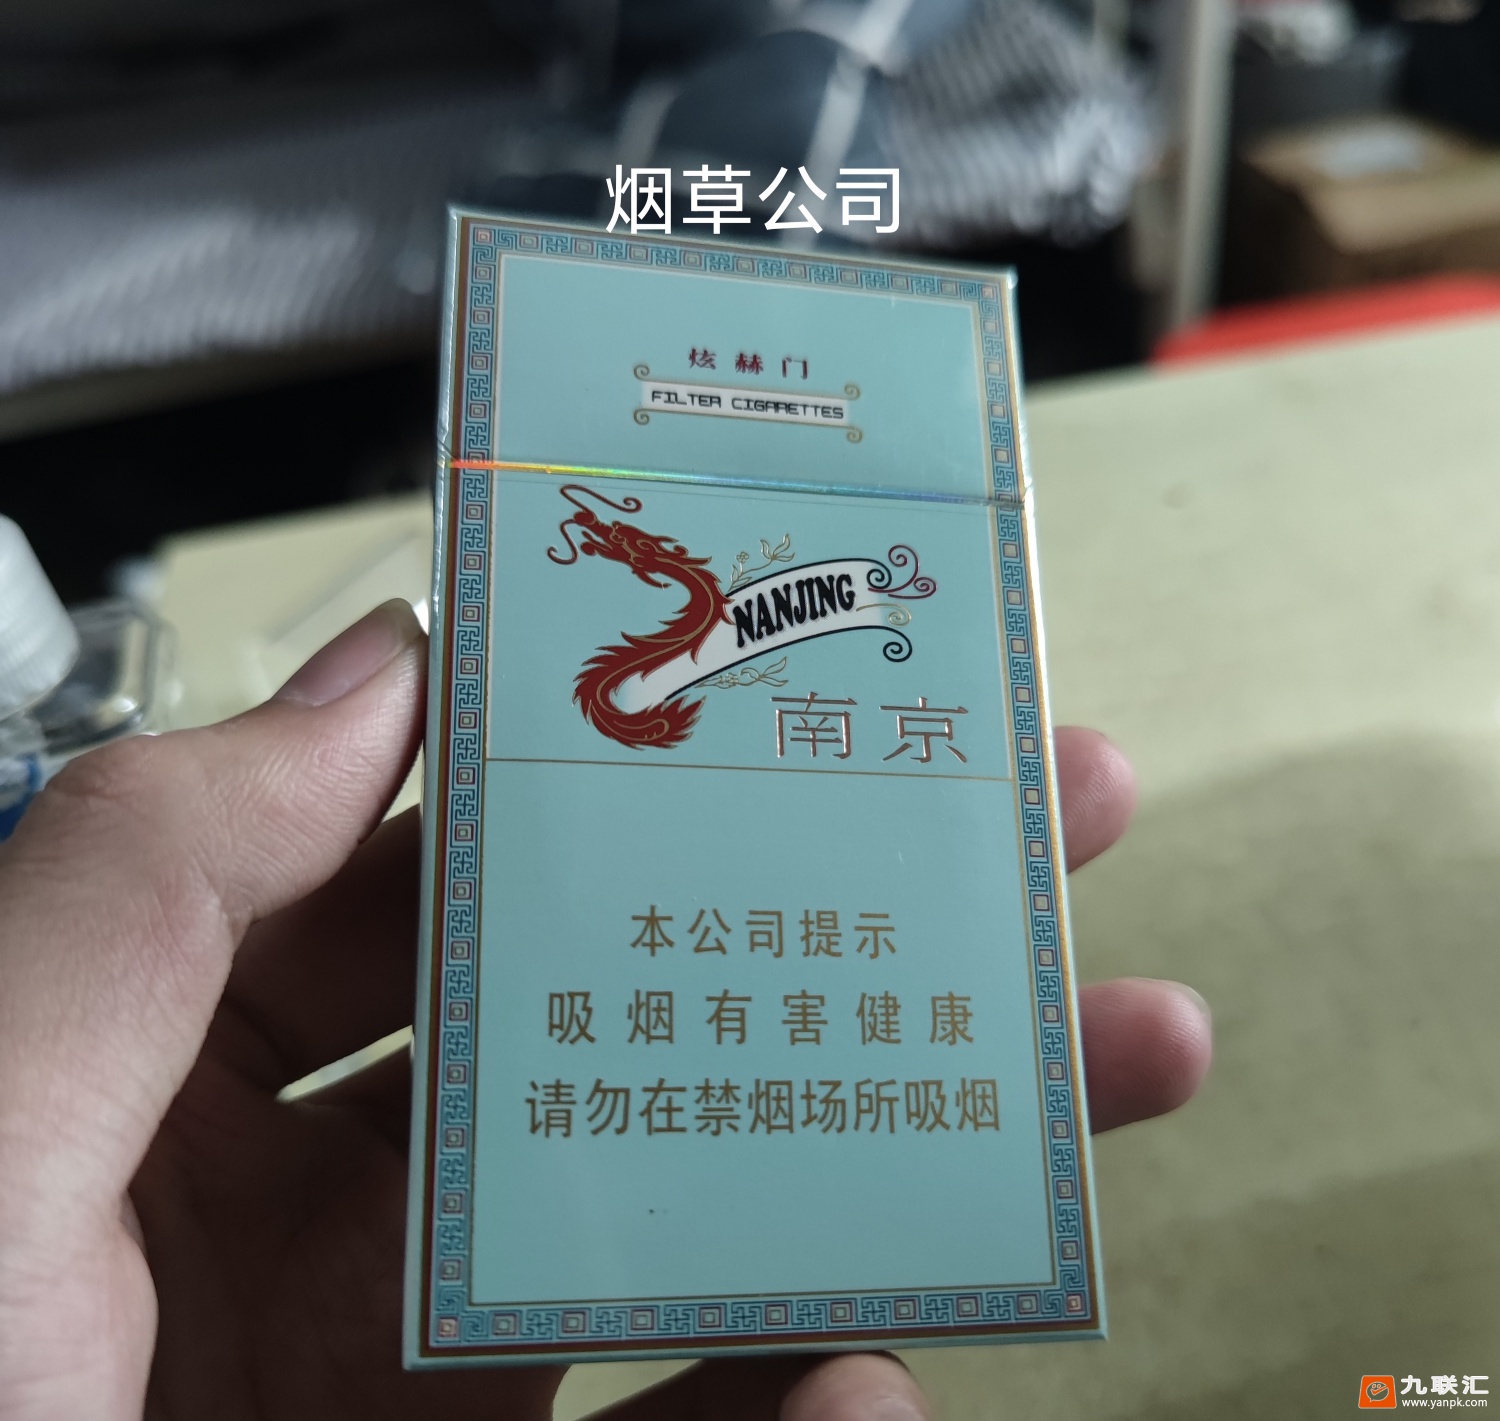 烟草公司
炫赫门
FILTER CIGARETTES
NANJING
南京
本公司提示
吸烟有害健康
请勿在禁烟场所吸烟
九联汇
www.yanpk.com